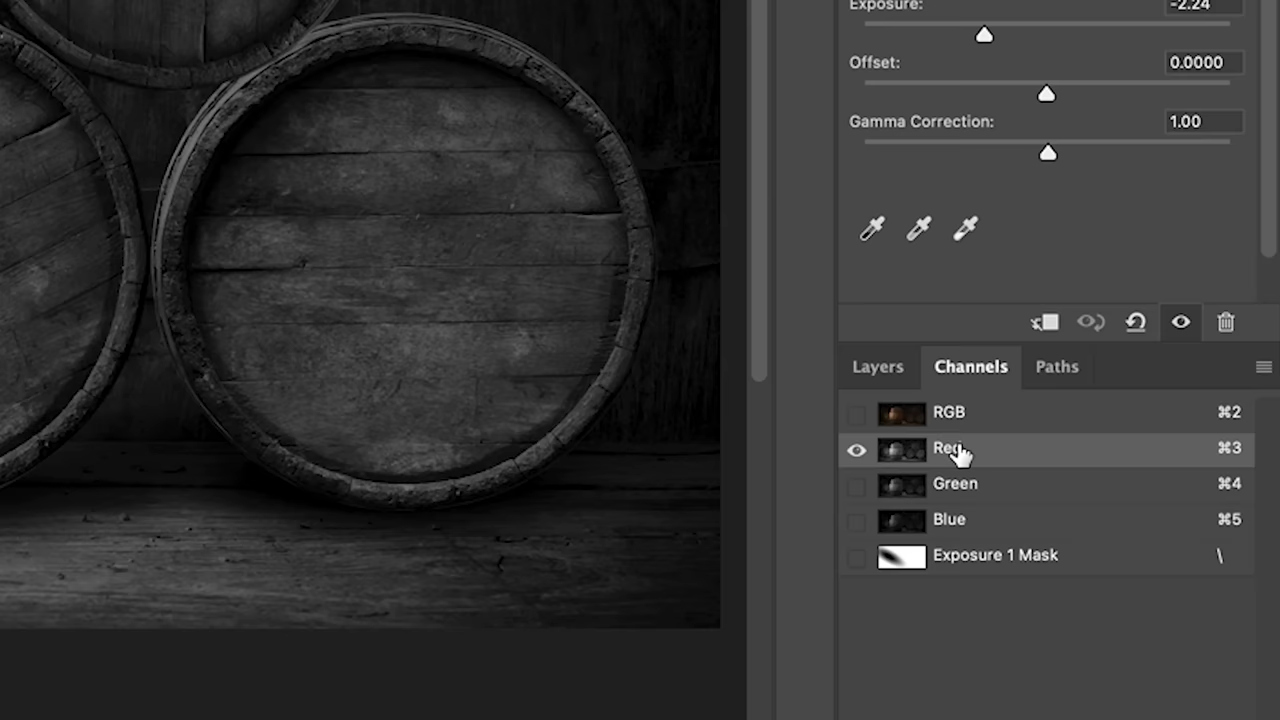 Exposure:
-2.24
Offset:
0.0000
Gamma Correction:
1.00
Layers
Channels
Paths
RGB
⌘2
Red
⌘3
Green
⌘4
Blue
⌘5
Exposure 1 Mask
\